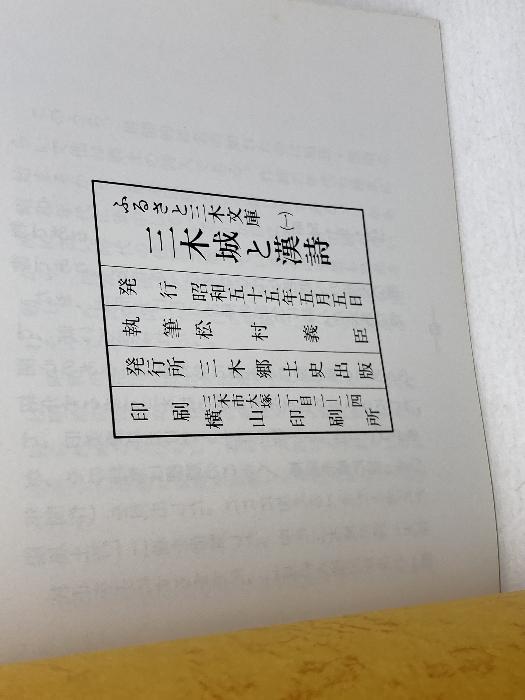 ふるさと三木文庫 (一)
三木城と漢詩
発行 昭和五十五年五月五日
執筆 松村義臣
発行所 三木郷土史出版
印刷 三木市大塚二丁目二―二四
横山印刷所